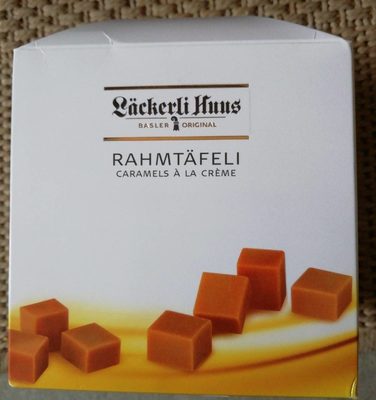 Läckerli Huus
BASLER ORIGINAL
RAHMTÄFELI
CARAMELS À LA CRÈME